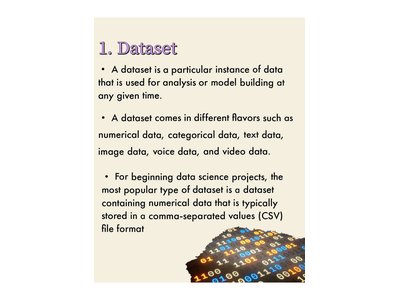 1. Dataset
• A dataset is a particular instance of data
that is used for analysis or model building at
any given time.
• A dataset comes in different flavors such as
numerical data, categorical data, text data,
image data, voice data, and video data.
• For beginning data science projects, the
most popular type of dataset is a dataset
containing numerical data that is typically
stored in a comma-separated values (CSV)
file format